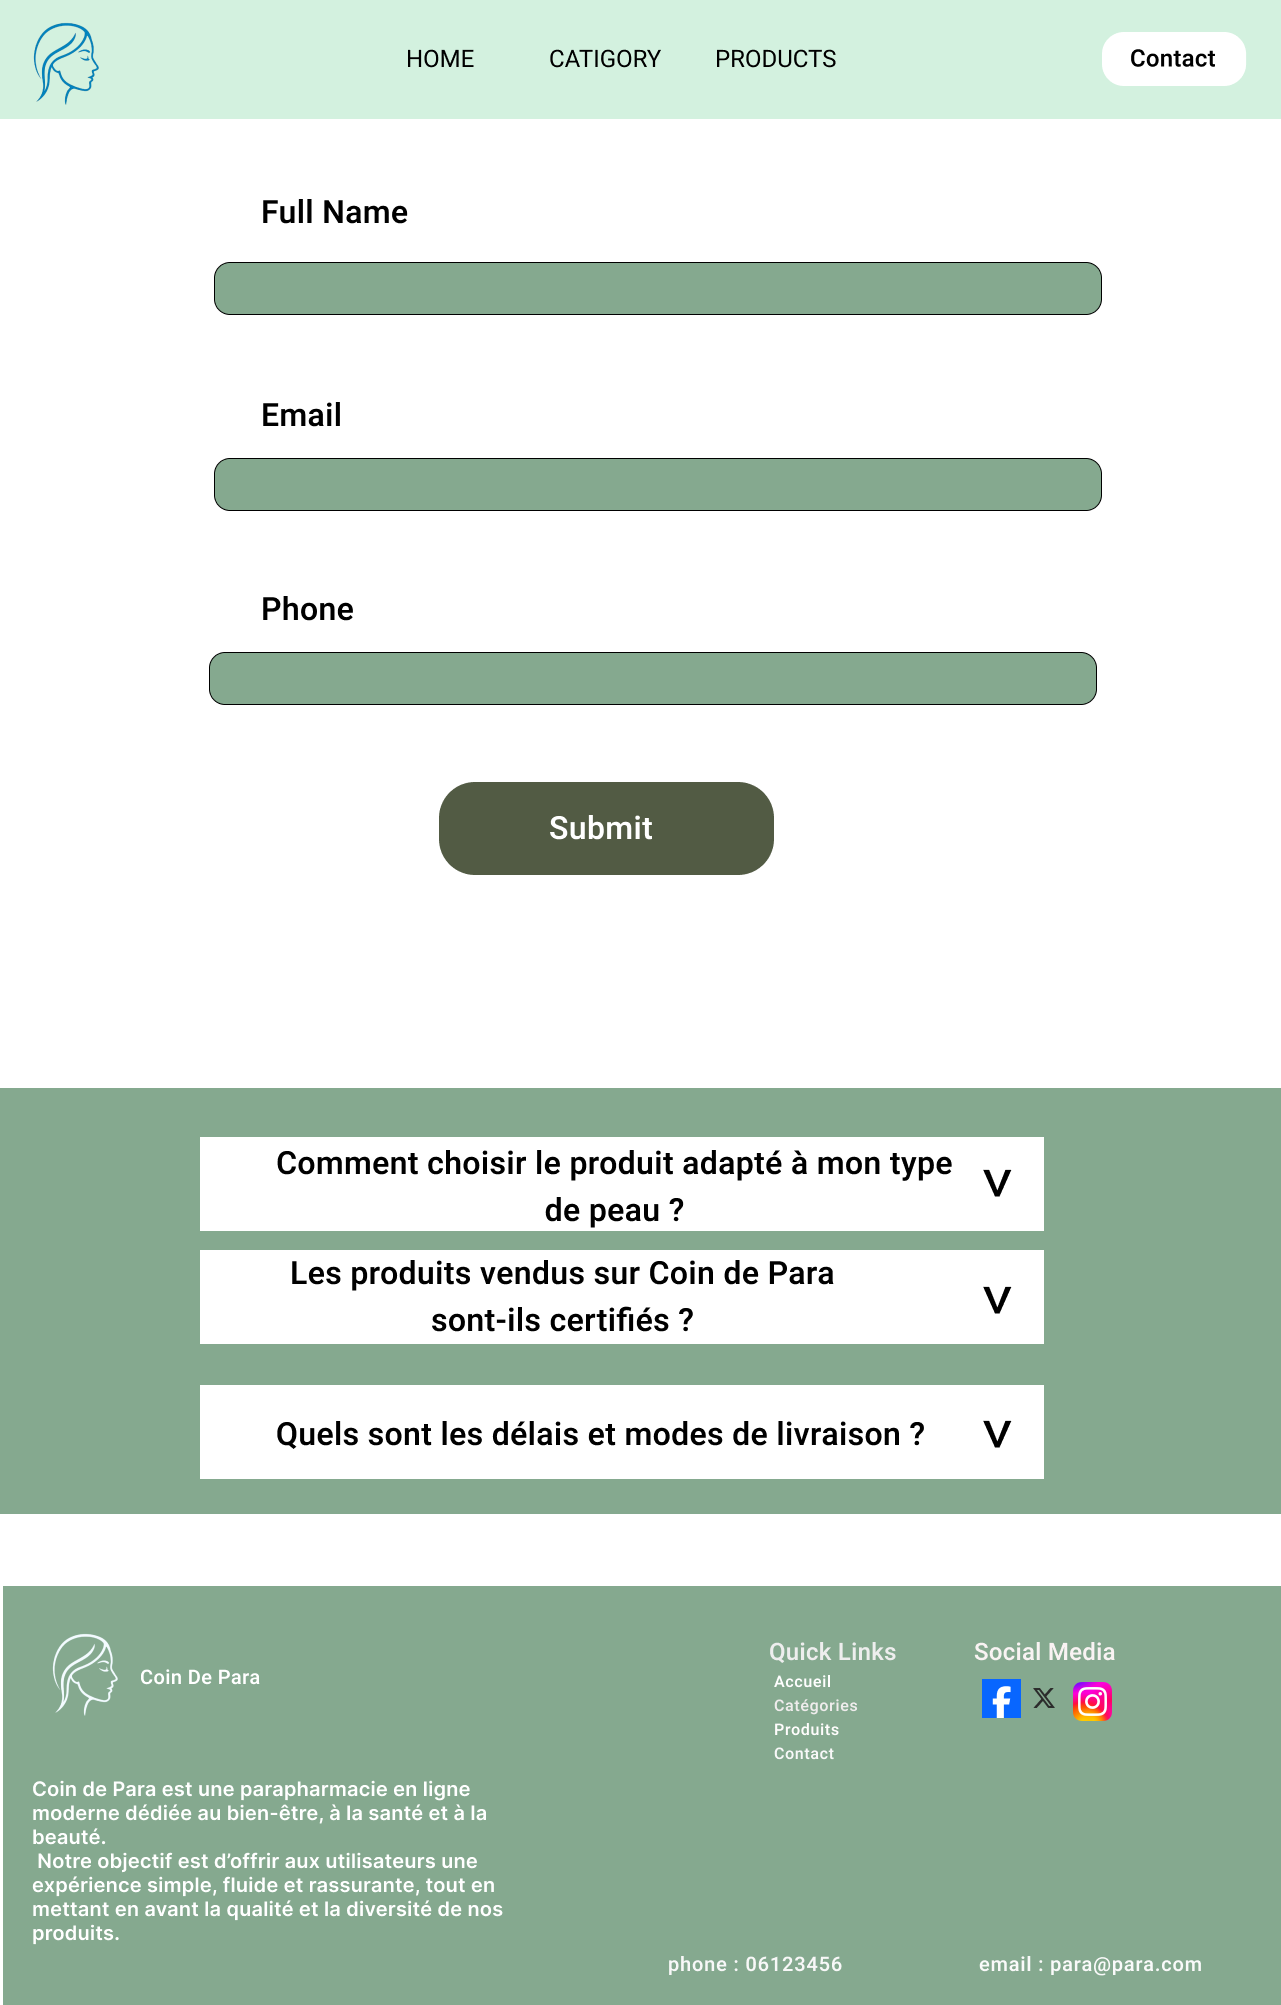 HOME CATIGORY PRODUCTS Contact
Full Name
Email
Phone
Submit
Comment choisir le produit adapté à mon type
de peau ?
V
Les produits vendus sur Coin de Para
sont-ils certifiés ?
V
Quels sont les délais et modes de livraison ? V
Coin De Para
Coin de Para est une parapharmacie en ligne
moderne dédiée au bien-être, à la santé et à la
beauté.
Notre objectif est d’offrir aux utilisateurs une
expérience simple, fluide et rassurante, tout en
mettant en avant la qualité et la diversité de nos
produits.
Quick Links
Accueil
Catégories
Produits
Contact
Social Media
phone : 06123456
email : para@para.com